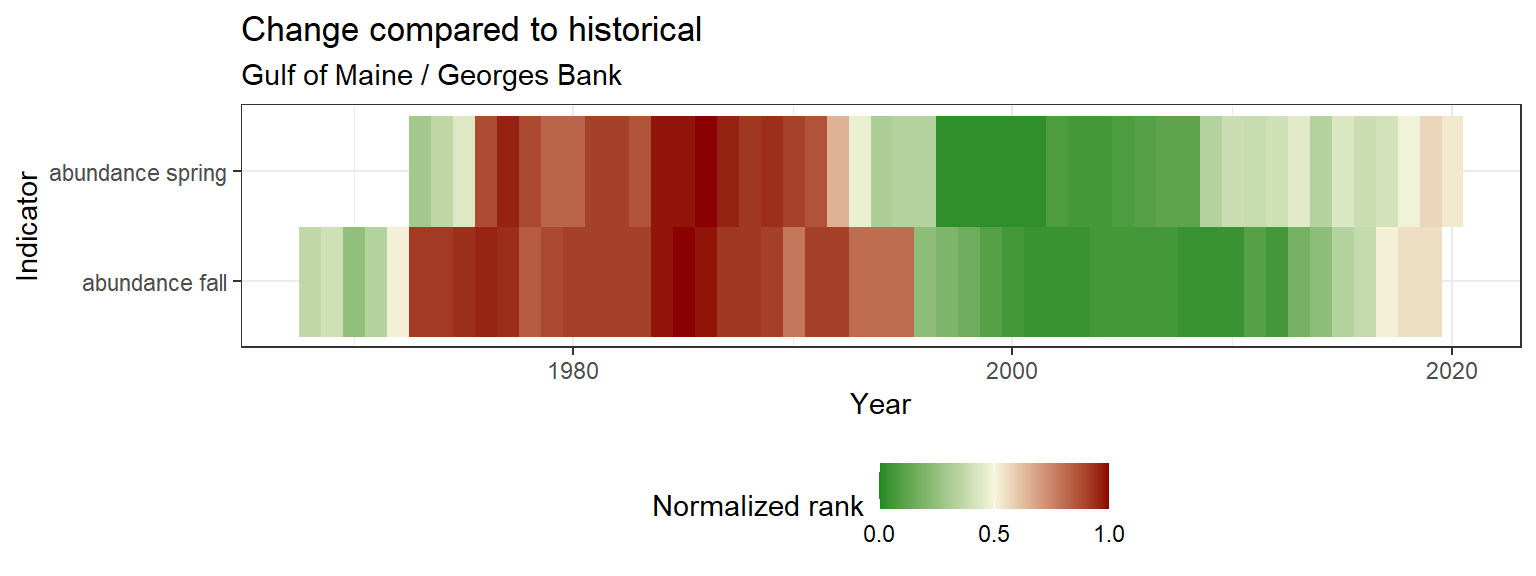 Change compared to historical
Gulf of Maine / Georges Bank
Indicator
abundance spring
abundance fall
1980 2000 2020
Year
Normalized rank
0.0 0.5 1.0